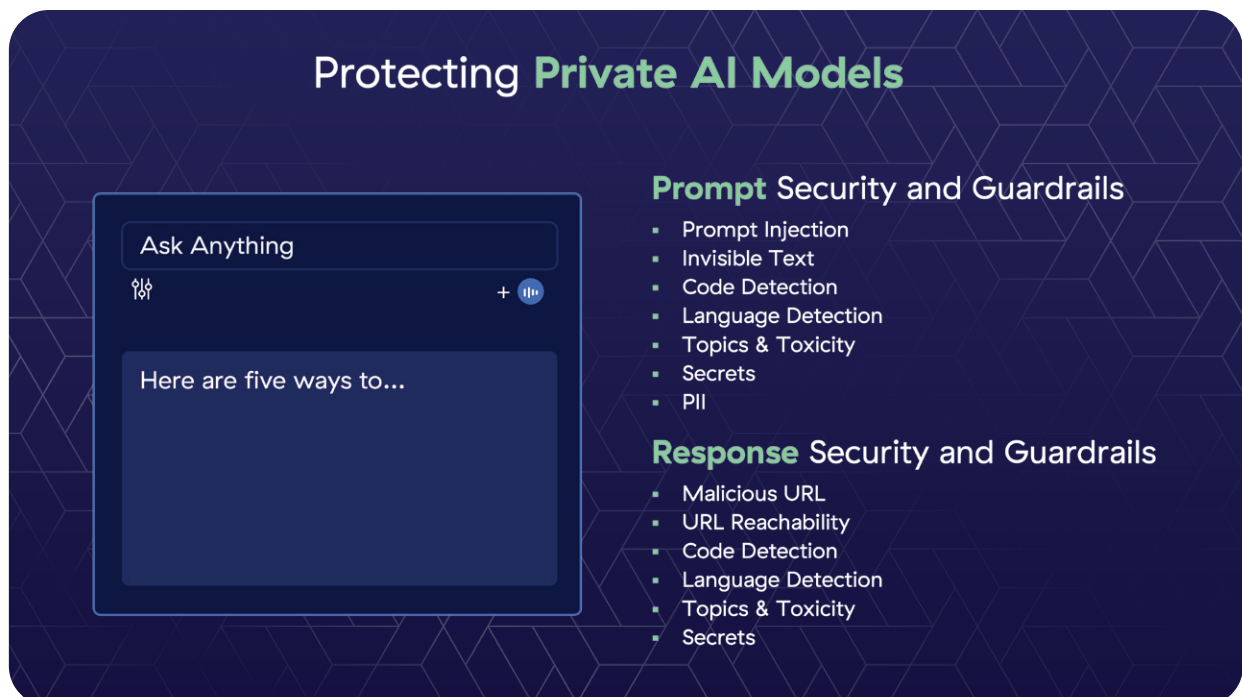 Protecting Private AI Models
Ask Anything
+
Here are five ways to...
Prompt Security and Guardrails
▪ Prompt Injection
▪ Invisible Text
▪ Code Detection
▪ Language Detection
▪ Topics & Toxicity
▪ Secrets
▪ PII
Response Security and Guardrails
▪ Malicious URL
▪ URL Reachability
▪ Code Detection
▪ Language Detection
▪ Topics & Toxicity
▪ Secrets